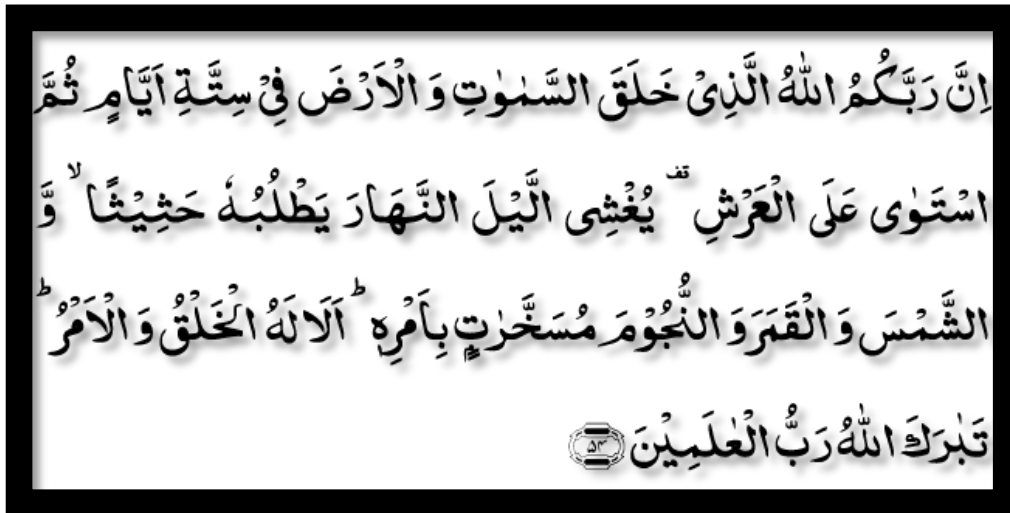 اِنَّ رَبَّكُمُ اللّٰهُ الَّذِىْ خَلَقَ السَّمٰوٰتِ وَ الْاَرْضَ فِىْ سِتَّةِ اَيَّامٍ ثُمَّ
اسْتَوٰى عَلَى الْعَرْشِ ۫ يُغْشِى الَّيْلَ النَّهَارَ يَطْلُبُهٗ حَثِيْثًا ۙ وَّ
الشَّمْسَ وَ الْقَمَرَ وَ النُّجُوْمَ مُسَخَّرٰتٍۭ بِاَمْرِهٖ ؕ اَلَا لَهُ الْخَلْقُ وَ الْاَمْرُ ؕ
تَبٰرَكَ اللّٰهُ رَبُّ الْعٰلَمِيْنَ ۵۴